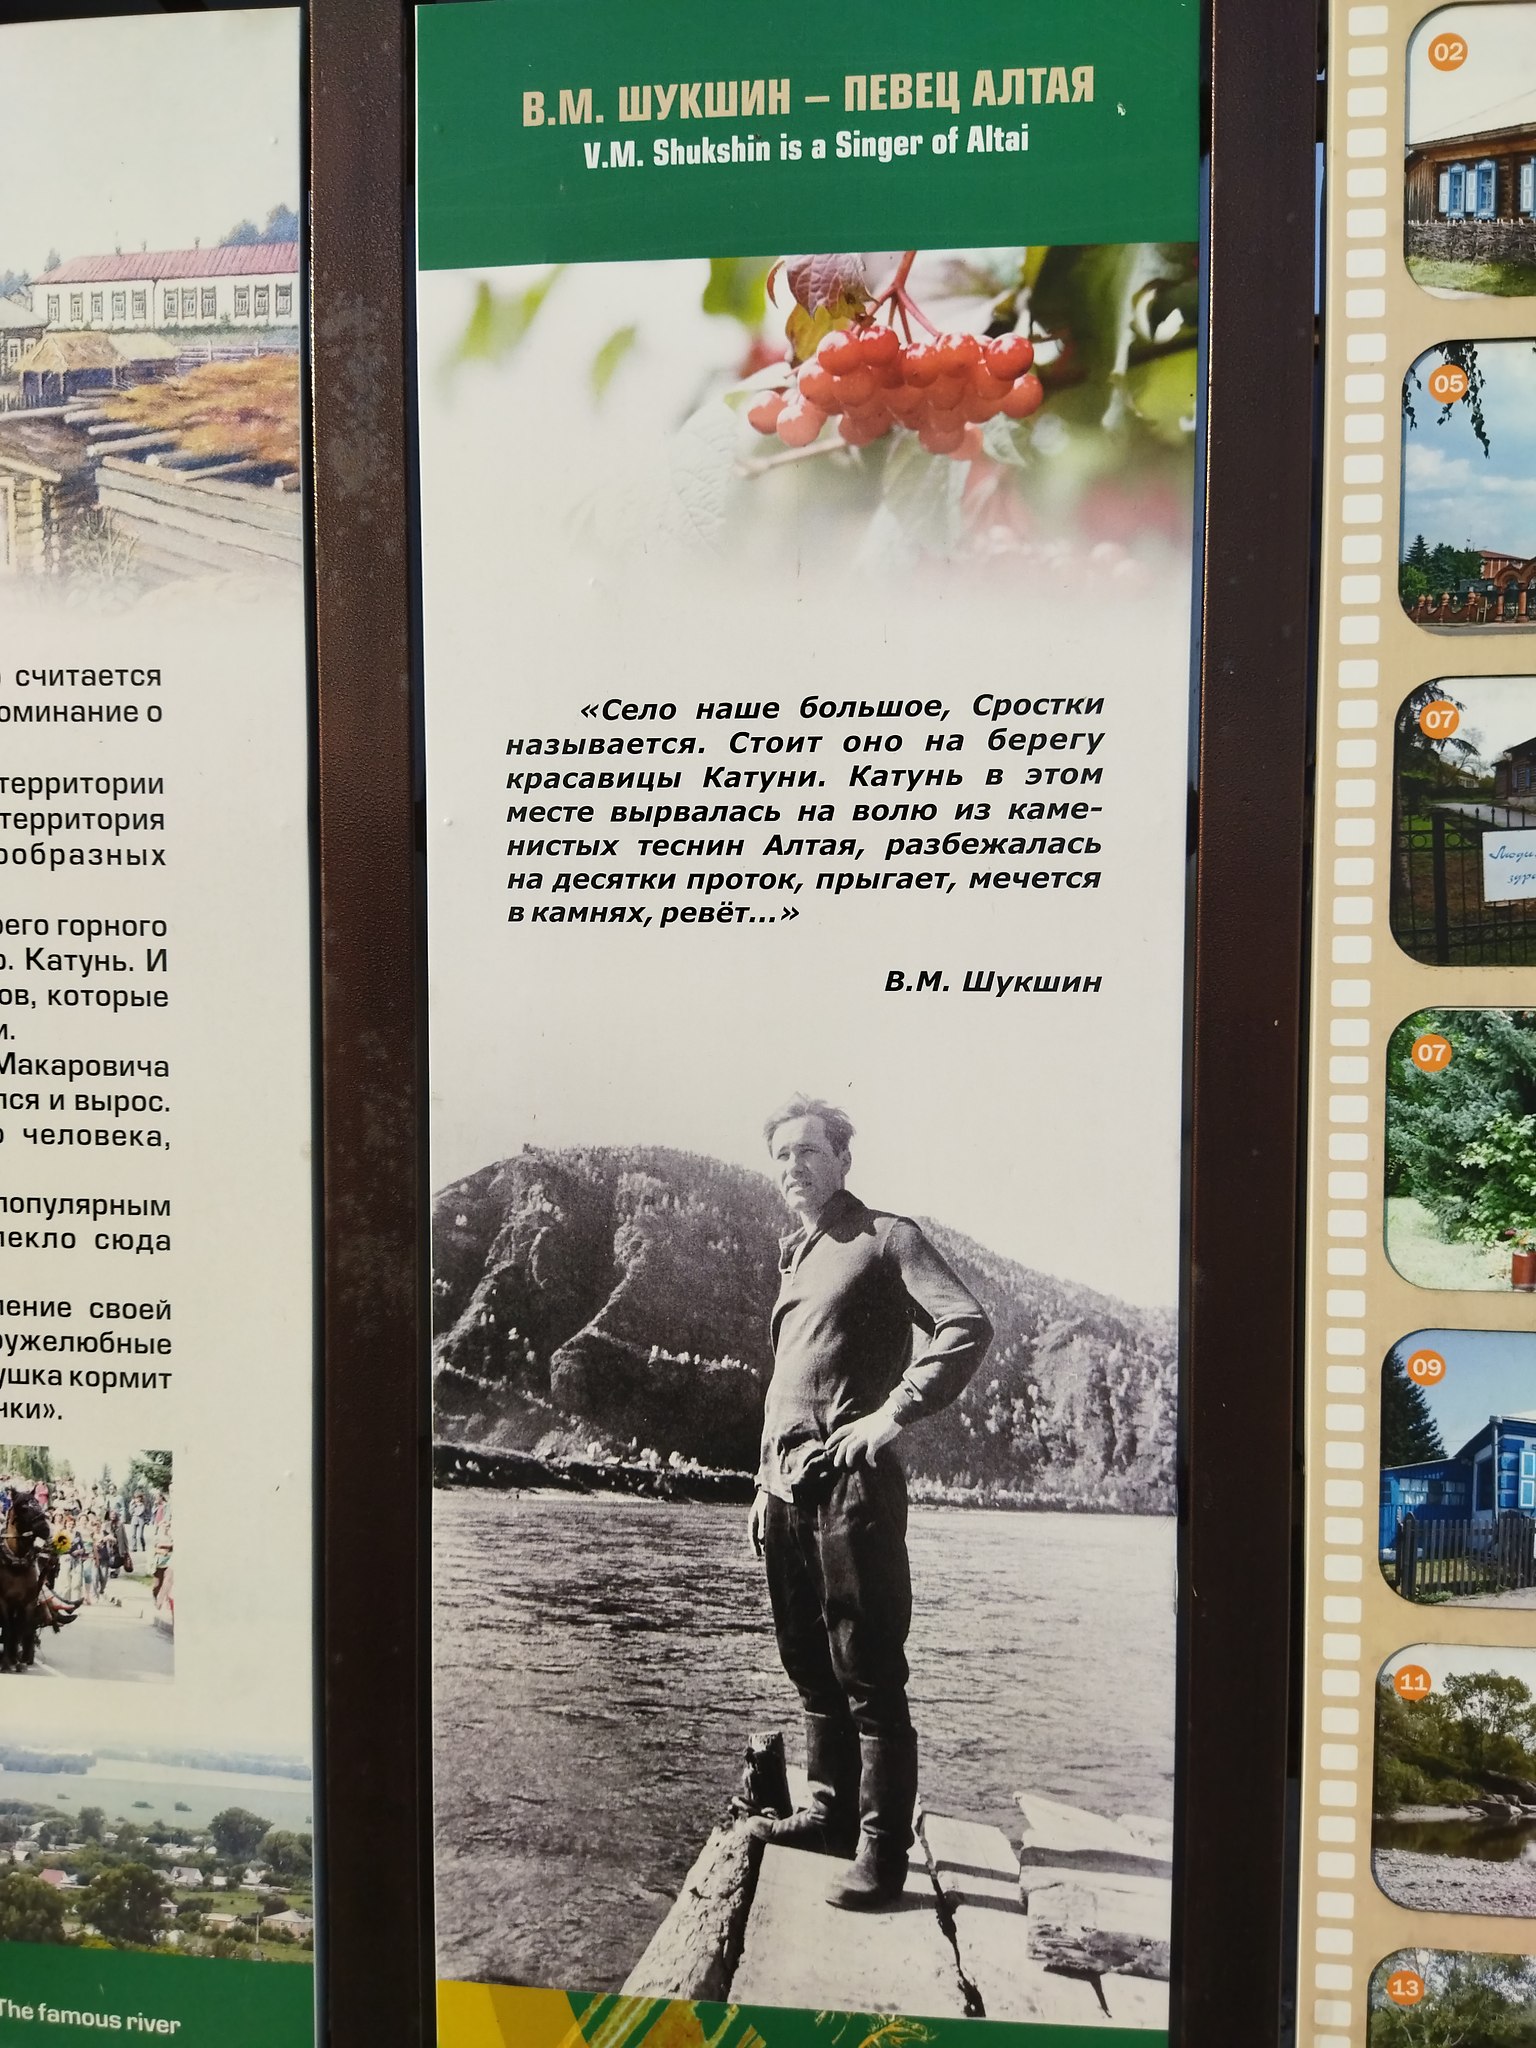 считается
территории
территория
горного
Катунь. И
которые
Макаровича
и вырос.
человека,
сюда
своей
кормит
The famous river
В.М. ШУКШИН – ПЕВЕЦ АЛТАЯ
V.M. Shukshin is a Singer of Altai
«Село наше большое, Сростки
называется. Стоит оно на берегу
красавицы Катуни. Катунь в этом
месте вырвалась на волю из каме-
нистых теснин Алтая, разбежалась
на десятки проток, прыгает, мечется
в камнях, ревёт...»
В.М. Шукшин
02
05
07
07
09
11
13